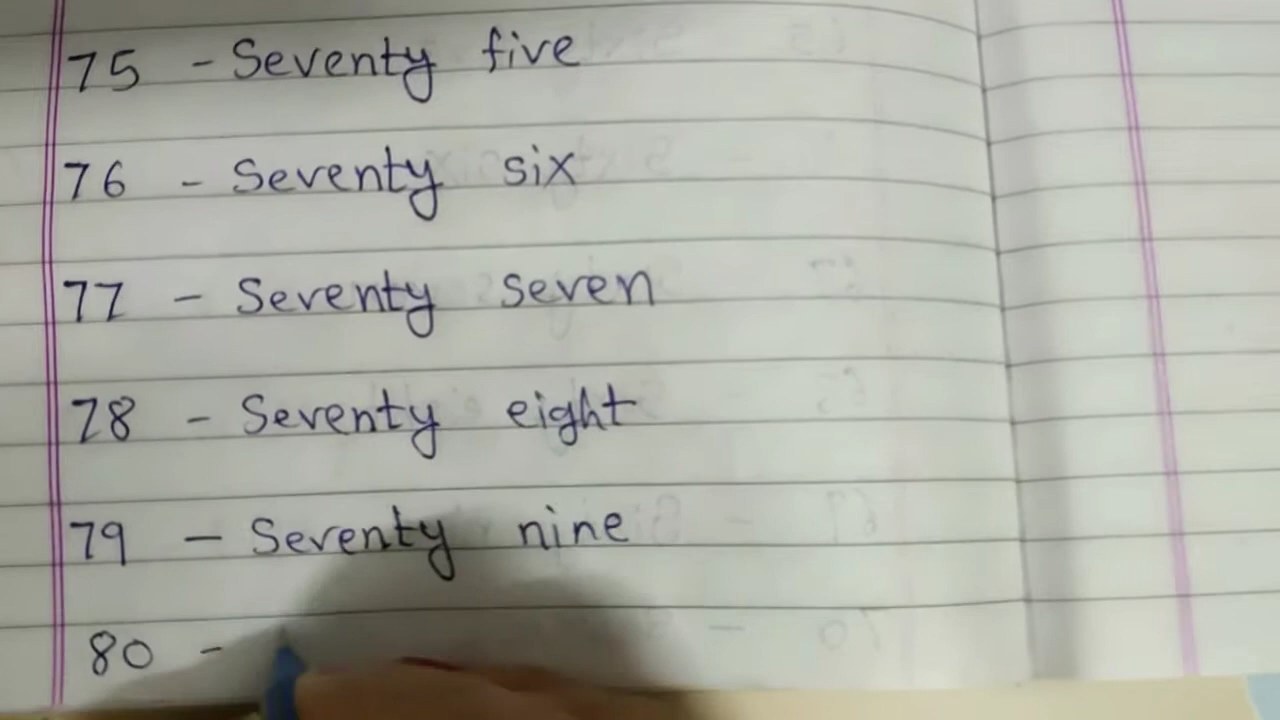 75 - Seventy five
76 - Seventy six
77 - Seventy seven
78 - Seventy eight
79 - Seventy nine
80 -